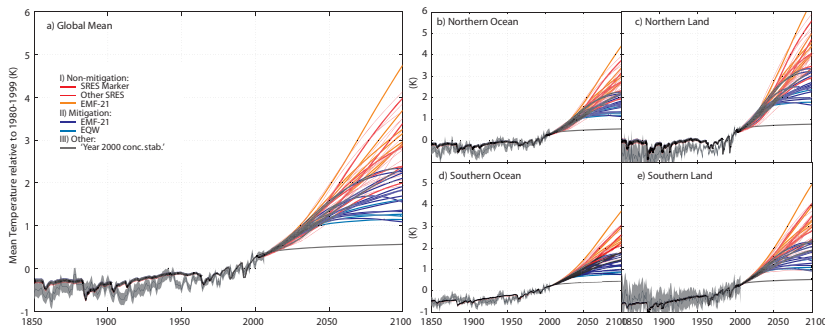 a) Global Mean
I) Non-mitigation:
SRES Marker
Other SRES
EMF-21
II) Mitigation:
EMF-21
EQW
III) Other:
'Year 2000 conc.stab.'
Mean Temperature relative to 1980-1999 (K)
6
5
4
3
2
1
0
-1
1850 1900 1950 2000 2050 2100
b) Northern Ocean
(K)
6
5
4
3
2
1
0
c) Northern Land
d) Southern Ocean
(K)
5
4
3
2
1
0
-1
1850 1900 1950 2000 2050
e) Southern Land
1850 1900 1950 2000 2050 2100